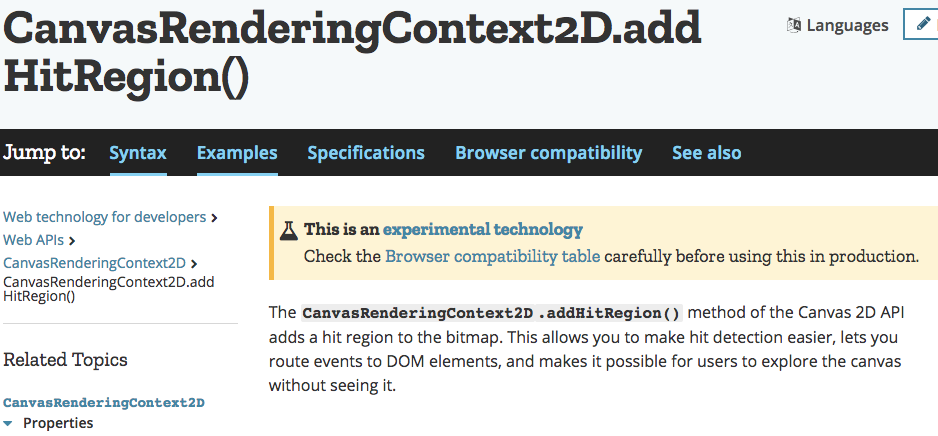 CanvasRenderingContext2D.add
HitRegion()
Languages
Jump to: Syntax Examples Specifications Browser compatibility See also
Web technology for developers
Web APIs
CanvasRenderingContext2D
CanvasRenderingContext2D.add
HitRegion()
Related Topics
CanvasRenderingContext2D
Properties
This is an experimental technology
Check the Browser compatibility table carefully before using this in production.
The CanvasRenderingContext2D .addHitRegion() method of the Canvas 2D API
adds a hit region to the bitmap. This allows you to make hit detection easier, lets you
route events to DOM elements, and makes it possible for users to explore the canvas
without seeing it.